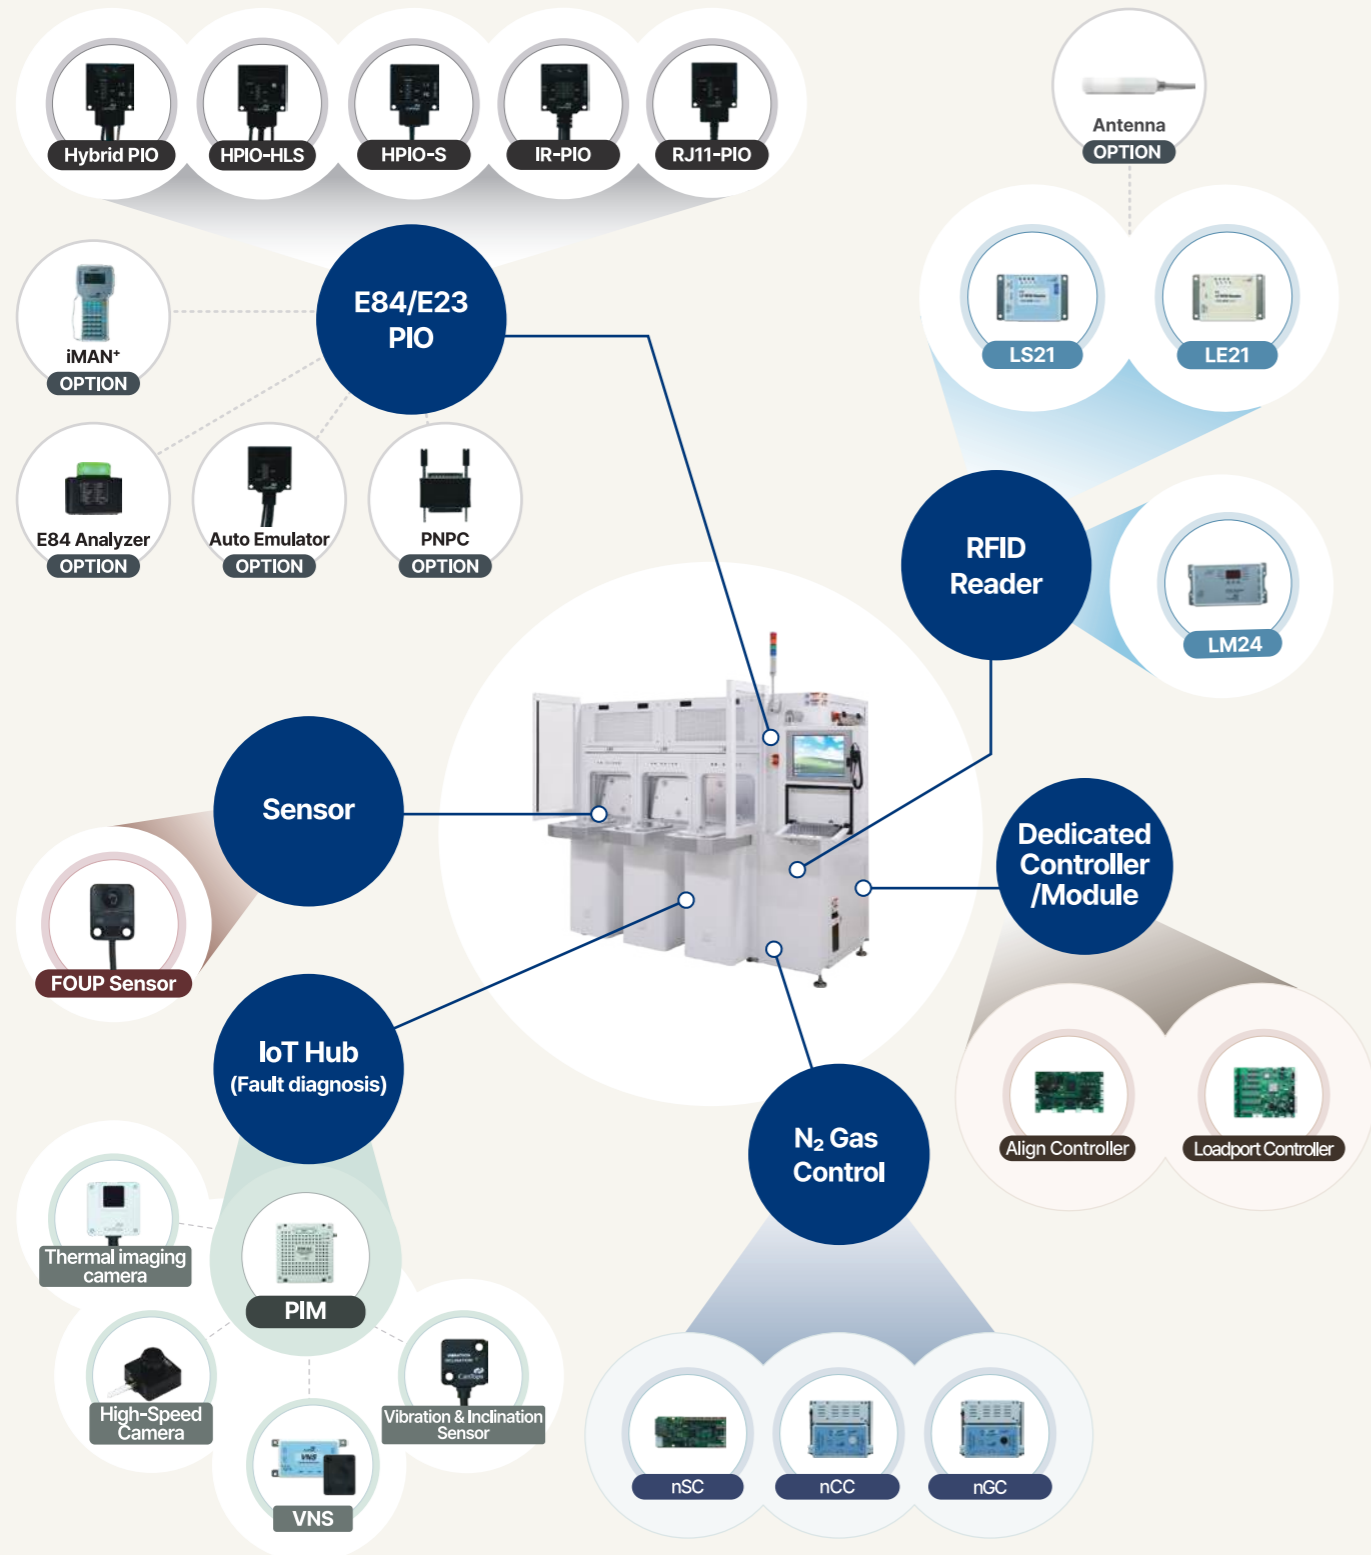 Hybrid PIO
HPIO-HLS
HPIO-S
IR-PIO
RJ11-PIO
Antenna
OPTION
E84/E23
PIO
iMAN⁺
OPTION
LS21
LE21
E84 Analyzer
OPTION
Auto Emulator
OPTION
PNPC
OPTION
RFID
Reader
LM24
Sensor
FOUP Sensor
Dedicated
Controller
/Module
IoT Hub
(Fault diagnosis)
N₂ Gas
Control
Align Controller
Loadport Controller
Thermal imaging
camera
PIM
High-Speed
Camera
Vibration & Inclination
Sensor
VNS
VNS
nSC
nCC
nGC